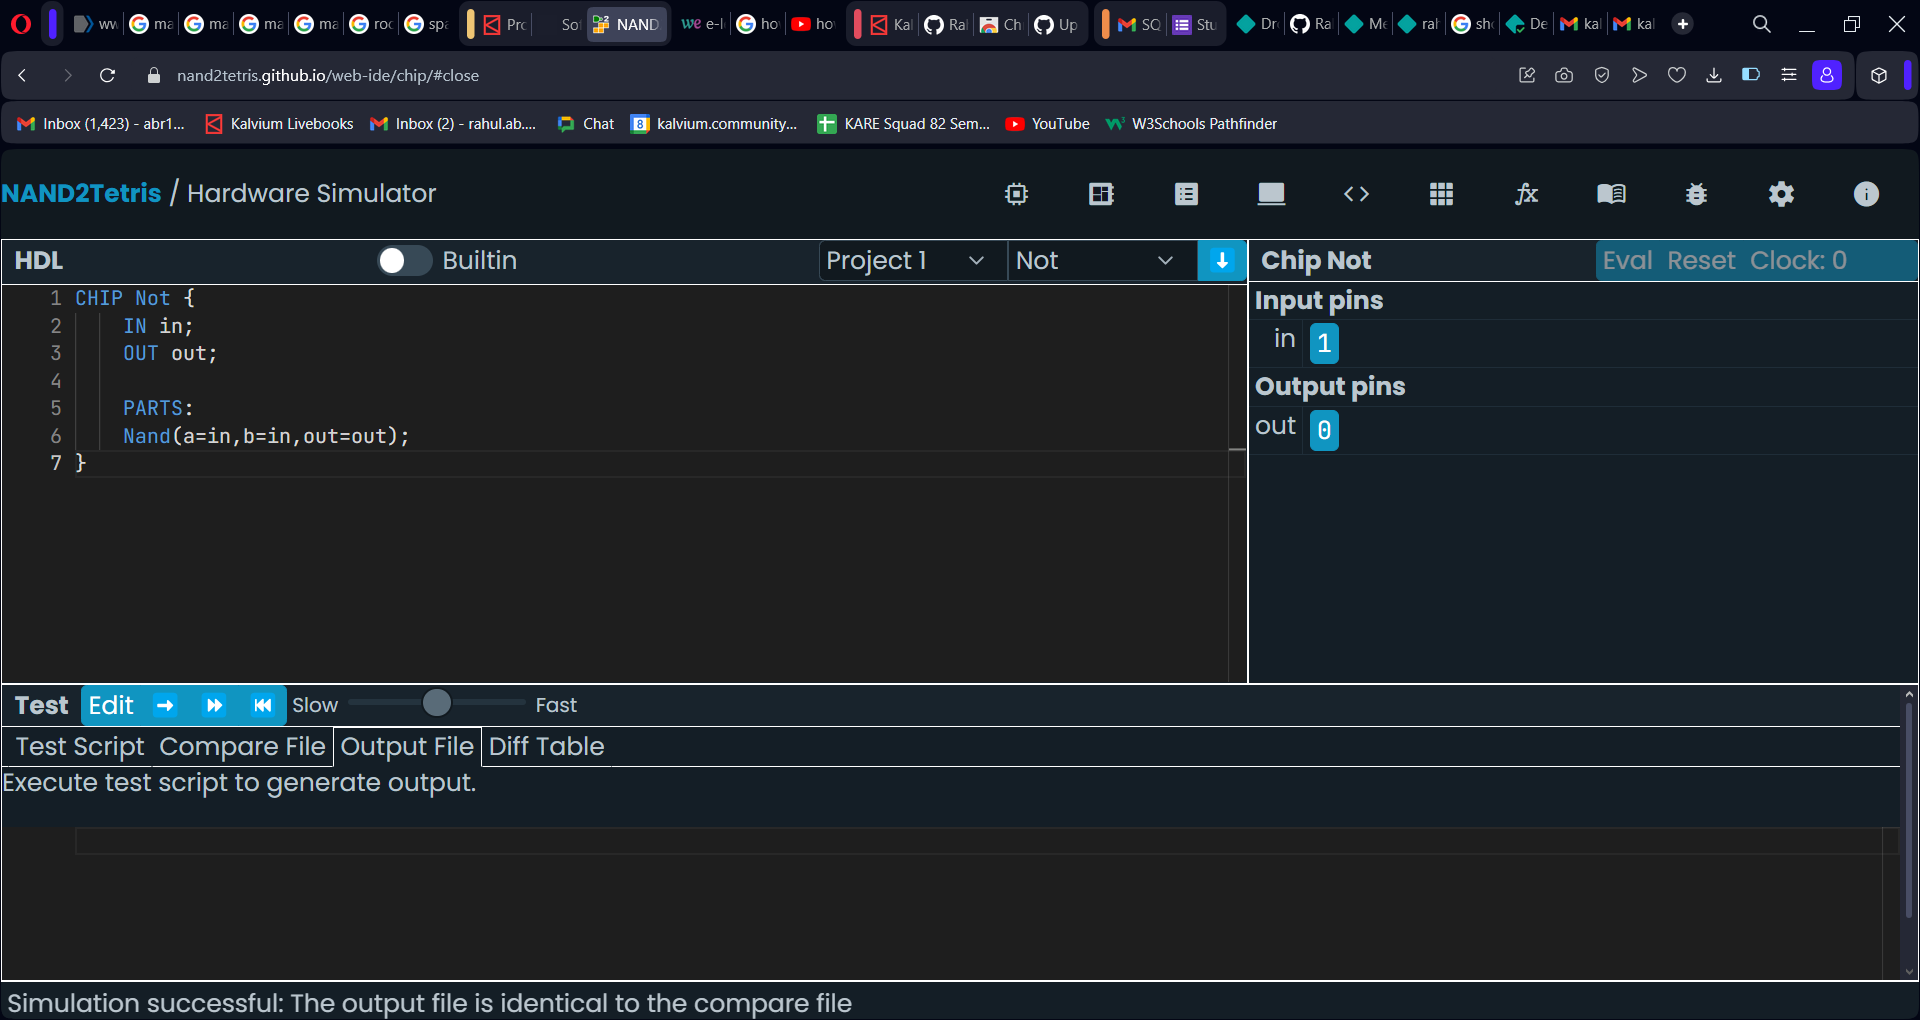 ww ma ma ma ma roc spa Pro Sof NAND e-l ho ho Kal Ral Ch Up SQ Stu Dr Ra Me rah sho De kal kal
nand2tetris.github.io/web-ide/chip/#close
Inbox (1,423) - abr1... Kalvium Livebooks Inbox (2) - rahul.ab.... Chat kalvium.community,... KARE Squad 82 Sem... YouTube W3Schools Pathfinder
NAND2Tetris / Hardware Simulator
HDL Builtin Project 1 Not Chip Not Eval Reset Clock: 0
1 CHIP Not {
2 IN in;
3 OUT out;
4
5 PARTS:
6 Nand(a=in,b=in,out=out);
7 }
Input pins
in 1
Output pins
out 0
Test Edit Slow Fast
Test Script Compare File Output File Diff Table
Execute test script to generate output.
Simulation successful: The output file is identical to the compare file